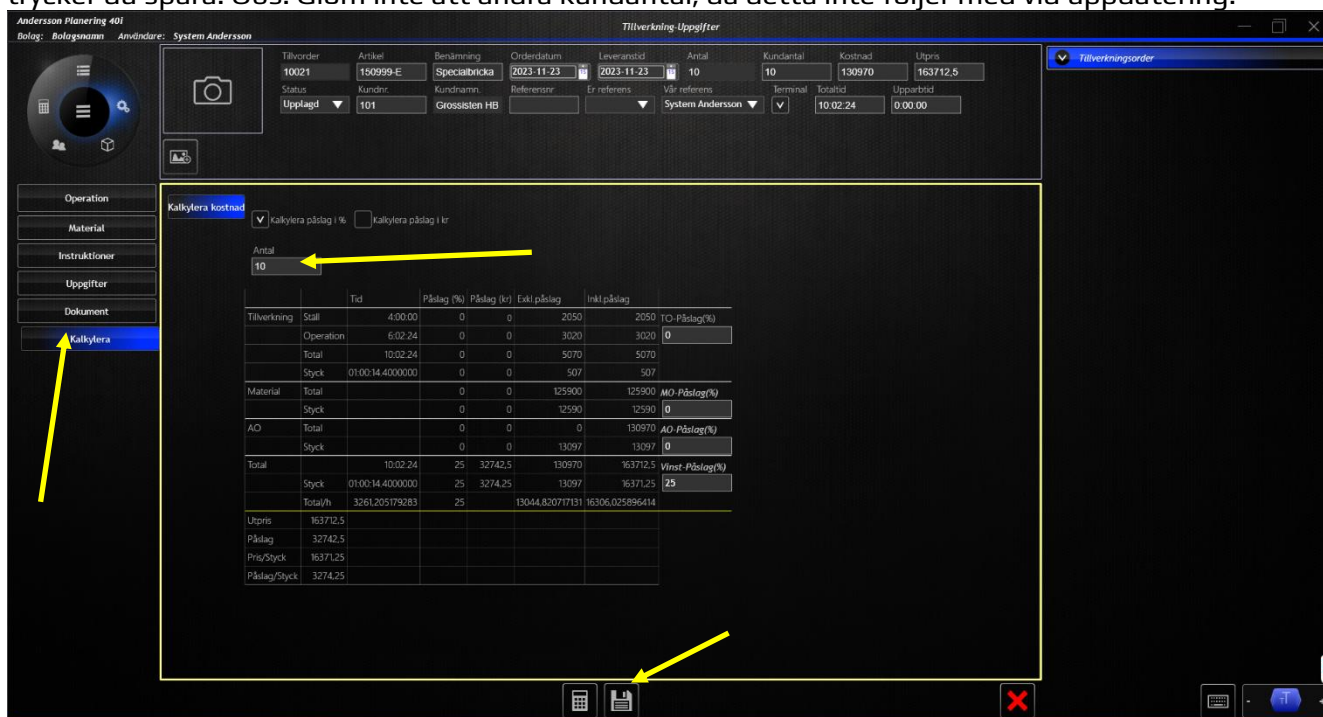 trycker du spara. Obs. Glöm inte att ändra kundantal, då detta inte följer med vid uppdatering.
Andersson Planering 40i
Tillverkning-Uppgifter
Bolag: Bolagsnamn Användare: System Andersson
Tillvorder Artikel Benämning Orderdatum Leveranstid Antal Kundantal Kostnad Utpris
10021 150999-E Specialbricka 2023-11-23 2023-11-23 10 10 130970 163712,5
Status Kundnr. Kundnamn. Referensnr Er referens Vår referens Terminal Totaltid Upparbtid
Upplagd 101 Grossisten HB System Andersson 10:02:24 0:00:00
Tillverkningsorder
Operation
Material
Instruktioner
Uppgifter
Dokument
Kalkylera
Kalkylera kostnad
Kalkylera påslag i % Kalkylera påslag i kr
Antal
10
Tid Påslag (%) Påslag (kr) Exkl.påslag Inkl.påslag
Tillverkning Ställ 4:00:00 0 0 2050 2050 TO-Påslag(%)
Operation 6:02:24 0 0 3020 3020 0
Total 10:02:24 0 0 5070 5070
Styck 01:00:14.4000000 0 0 507 507
Material Total 0 0 125900 125900 MO-Påslag(%)
Styck 0 0 12590 12590 0
AO Total 0 0 0 130970 AO-Påslag(%)
Styck 0 0 13097 13097 0
Total 10:02:24 25 32742,5 130970 163712,5 Vinst-Påslag(%)
Styck 01:00:14.4000000 25 3274,25 13097 16371,25 25
Total/h 3261,205179283 25 13044,820717131 16306,025896414
Utpris 163712,5
Påslag 32742,5
Pris/Styck 16371,25
Påslag/Styck 3274,25